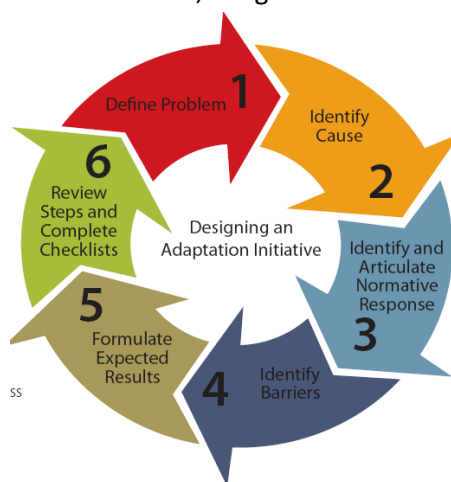 Define Problem
1
Identify
Cause
2
Identify and
Articulate
Normative
Response
3
Identify
Barriers
4
5
Formulate
Expected
Results
6
Review
Steps and
Complete
Checklists
Designing an
Adaptation Initiative
ss